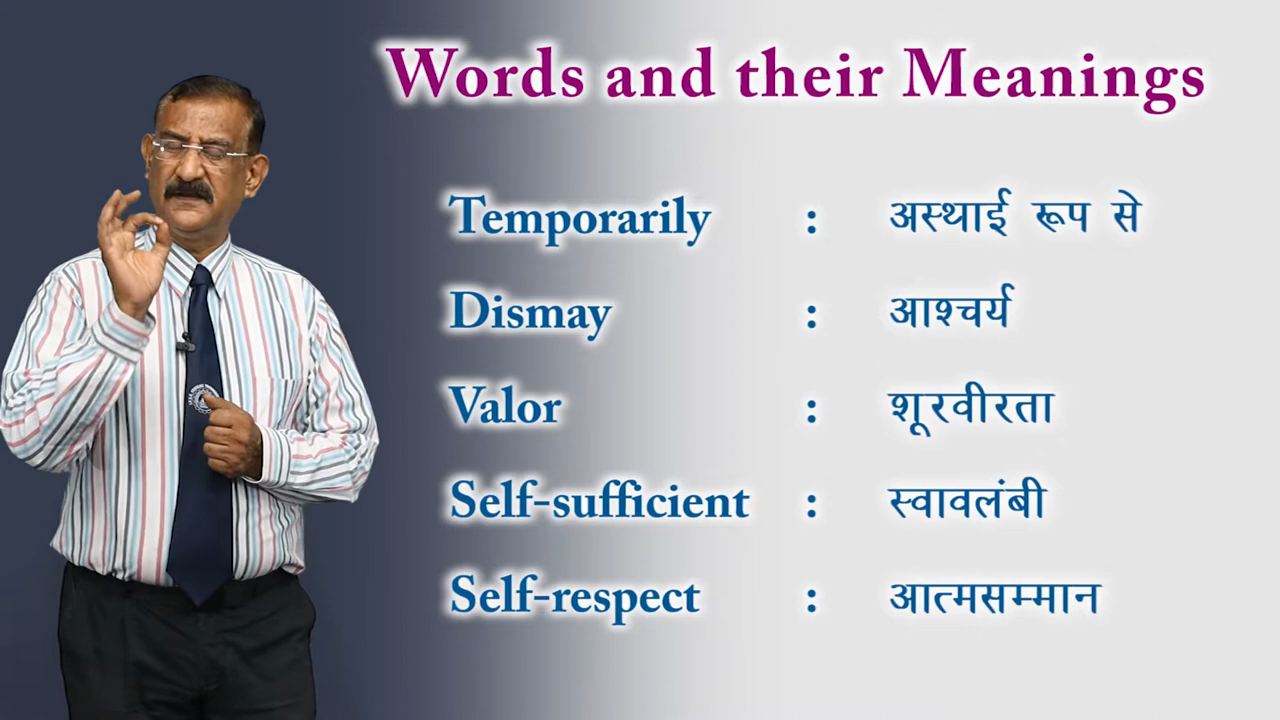 Words and their Meanings
Temporarily : अस्थाई रूप से
Dismay : आश्चर्य
Valor : शूरवीरता
Self-sufficient : स्वावलंबी
Self-respect : आत्मसम्मान